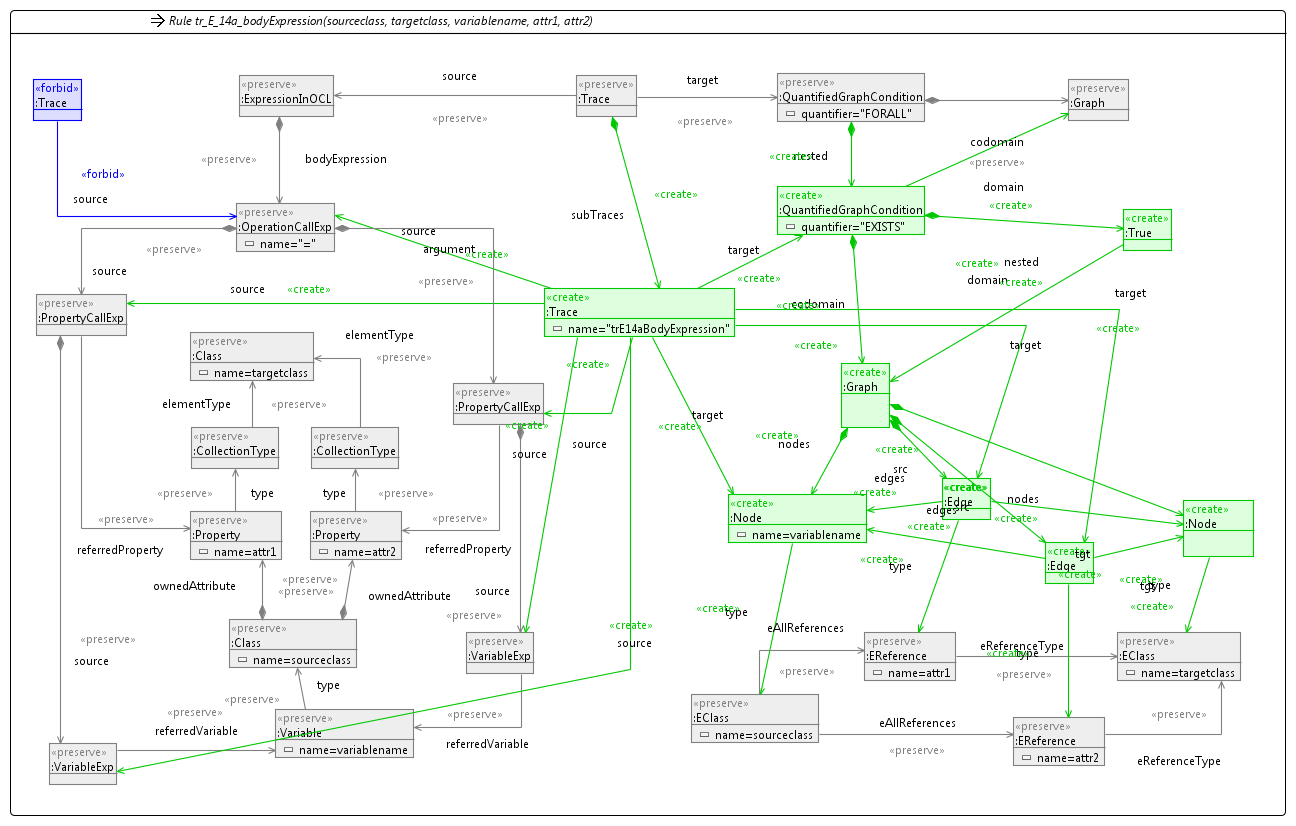 Rule tr_E_14a_bodyExpression(sourceclass, targetclass, variablename, attr1, attr2)
«forbid»
:Trace
«preserve»
:ExpressionInOCL
source
«preserve»
«preserve»
:Trace
target
«preserve»
«preserve»
:QuantifiedGraphCondition
quantifier="FORALL"
«preserve»
:Graph
«preserve»
bodyExpression
«forbid»
source
«create»
subTraces
«create»
nested
codomain
«preserve»
domain
«create»
«preserve»
:OperationCallExp
name="="
«create»
:QuantifiedGraphCondition
quantifier="EXISTS"
«create»
:True
«preserve»
source
source
argument
«create»
«preserve»
target
«create»
«create»
nested
domain
«create»
source
«create»
«create»
codomain
«create»
target
«create»
target
«preserve»
:PropertyCallExp
«create»
:Trace
name="trE14aBodyExpression"
«preserve»
:Class
name=targetclass
elementType
«preserve»
«create»
«create»
:Graph
elementType
«preserve»
«preserve»
:PropertyCallExp
«create»
source
source
target
«create»
«create»
nodes
«create»
src
edges
«create»
«preserve»
:CollectionType
«preserve»
:CollectionType
«preserve»
type
type
«preserve»
«create»
:Edge
edges
src
nodes
«create»
«create»
«create»
:Node
name=variablename
«create»
:Node
«preserve»
referredProperty
«preserve»
:Property
name=attr1
«preserve»
:Property
name=attr2
«preserve»
referredProperty
«create»
type
«create»
:Edge
tgt
«create»
«create»
tgt
type
«create»
ownedAttribute
«preserve»
«preserve»
ownedAttribute
source
«preserve»
«create»
type
«create»
source
eAllReferences
«preserve»
:Class
name=sourceclass
«preserve»
:VariableExp
«preserve»
source
«preserve»
:EReference
name=attr1
eReferenceType
«create»
type
«preserve»
«preserve»
:EClass
name=targetclass
«preserve»
type
«preserve»
«preserve»
referredVariable
«preserve»
:Variable
name=variablename
«preserve»
referredVariable
«preserve»
:EClass
name=sourceclass
eAllReferences
«preserve»
«preserve»
:EReference
name=attr2
«preserve»
eReferenceType
«preserve»
:VariableExp